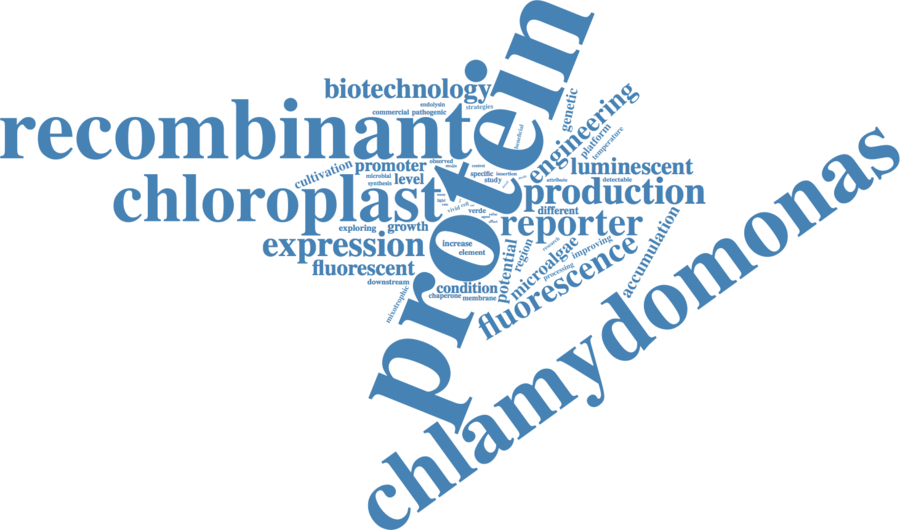 protein
chlamydomonas
recombinant
chloroplast
biotechnology
endolysin
strategies
commercial
pathogenic
beneficial
genetic
engineering
platform
temperature
cultivation
promoter
observed
microbial
synthesis
level
specific
insertion
study
luminescent
attribute
detectable
production
verde
different
reporter
exploring
growth
expression
increase
element
fluorescent
downstream
mixotrophic
condition
chaperone
membrane
potential
region
research
microalgae
processing
improving
fluorescence
accumulation
vivid